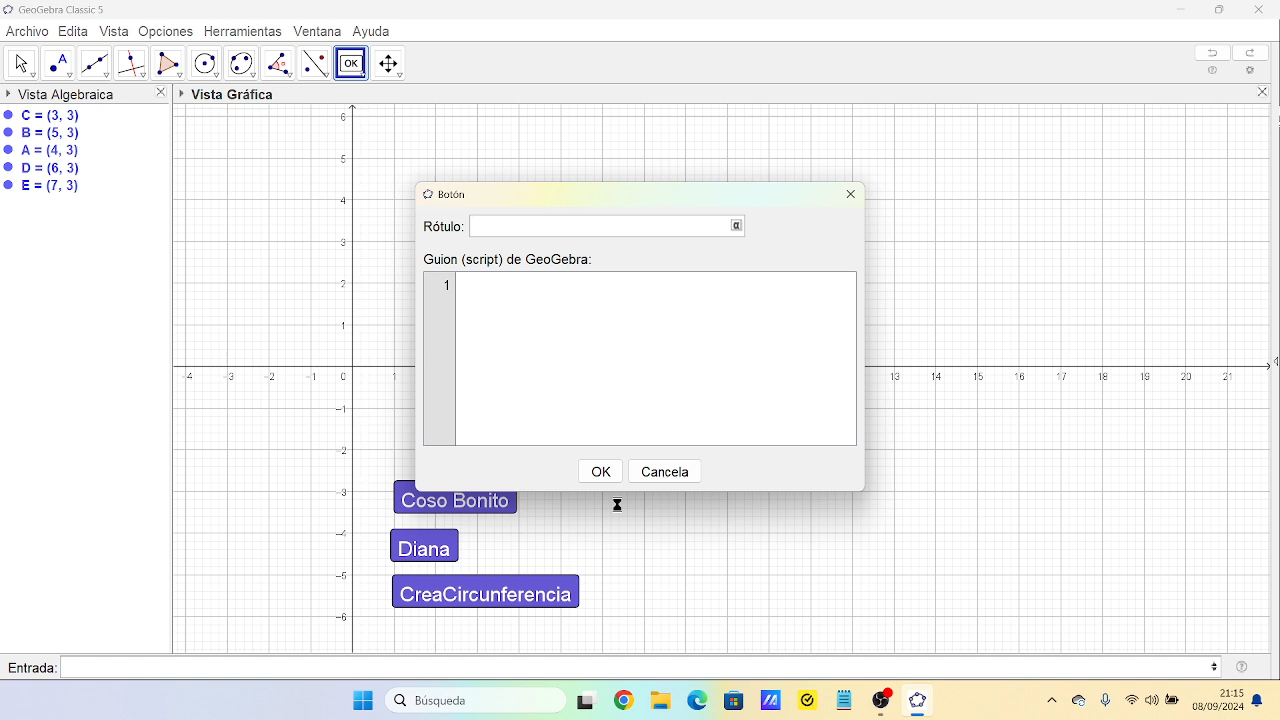 GeoGebra Classic 5
Archivo Edita Vista Opciones Herramientas Ventana Ayuda
OK
Vista Algebraica
Vista Gráfica
C = (3, 3)
B = (5, 3)
A = (4, 3)
D = (6, 3)
E = (7, 3)
6
5
4
3
2
1
-4 -3 -2 -1 0 1 13 14 15 16 17 18 19 20 21
-1
-2
-3
-4
-5
-6
Botón
Rótulo:
α
Guion (script) de GeoGebra:
1
OK Cancela
Coso Bonito
Diana
CreaCircunferencia
Entrada:
Búsqueda
21:15
08/09/2024